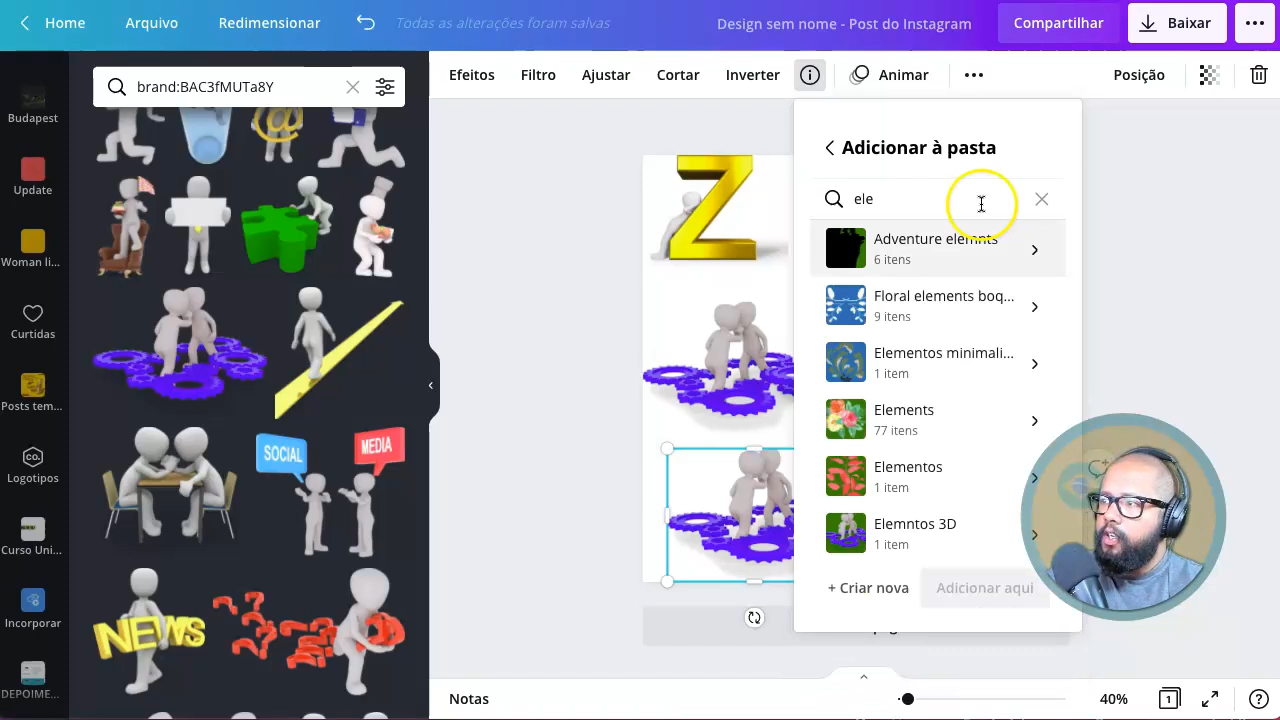 Home
Arquivo
Redimensionar
Todas as alterações foram salvas
Design sem nome - Post do Instagram
Compartilhar
Baixar
brand:BAC3fMUTa8Y
Efeitos
Filtro
Ajustar
Cortar
Inverter
Animar
Posição
Budapest
Update
Woman li...
Curtidas
Posts tem...
Logotipos
Curso Uni...
Incorporar
DEPOIME...
@
SOCIAL
MEDIA
NEWS
Z
Adicionar à pasta
ele
Adventure elemnts
6 itens
Floral elements boq...
9 itens
Elementos minimali...
1 item
Elements
77 itens
Elementos
1 item
Elemntos 3D
1 item
+ Criar nova
Adicionar aqui
Notas
40%
1